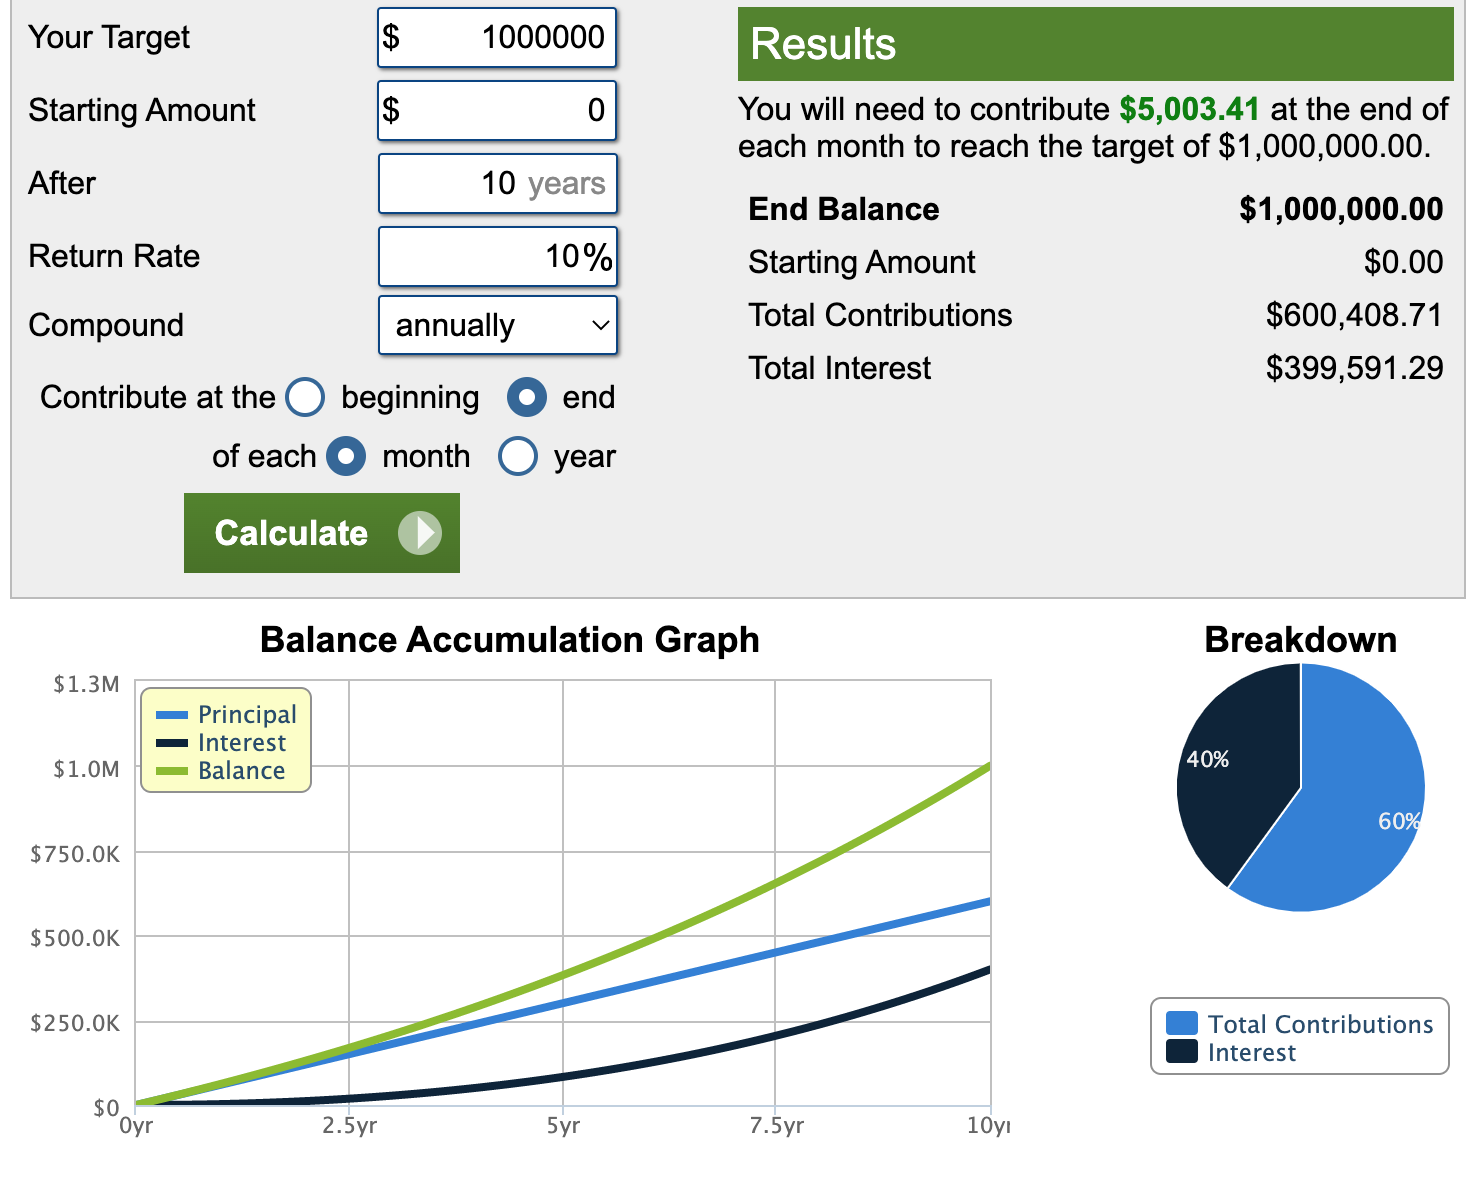 Your Target $ 1000000
Starting Amount $ 0
After 10 years
Return Rate 10%
Compound annually
Contribute at the beginning end
of each month year
Calculate
Results
You will need to contribute $5,003.41 at the end of
each month to reach the target of $1,000,000.00.
End Balance $1,000,000.00
Starting Amount $0.00
Total Contributions $600,408.71
Total Interest $399,591.29
Balance Accumulation Graph
$1.3M
$1.0M
$750.0K
$500.0K
$250.0K
$0
Principal
Interest
Balance
0yr 2.5yr 5yr 7.5yr 10yr
Breakdown
40%
60%
Total Contributions
Interest